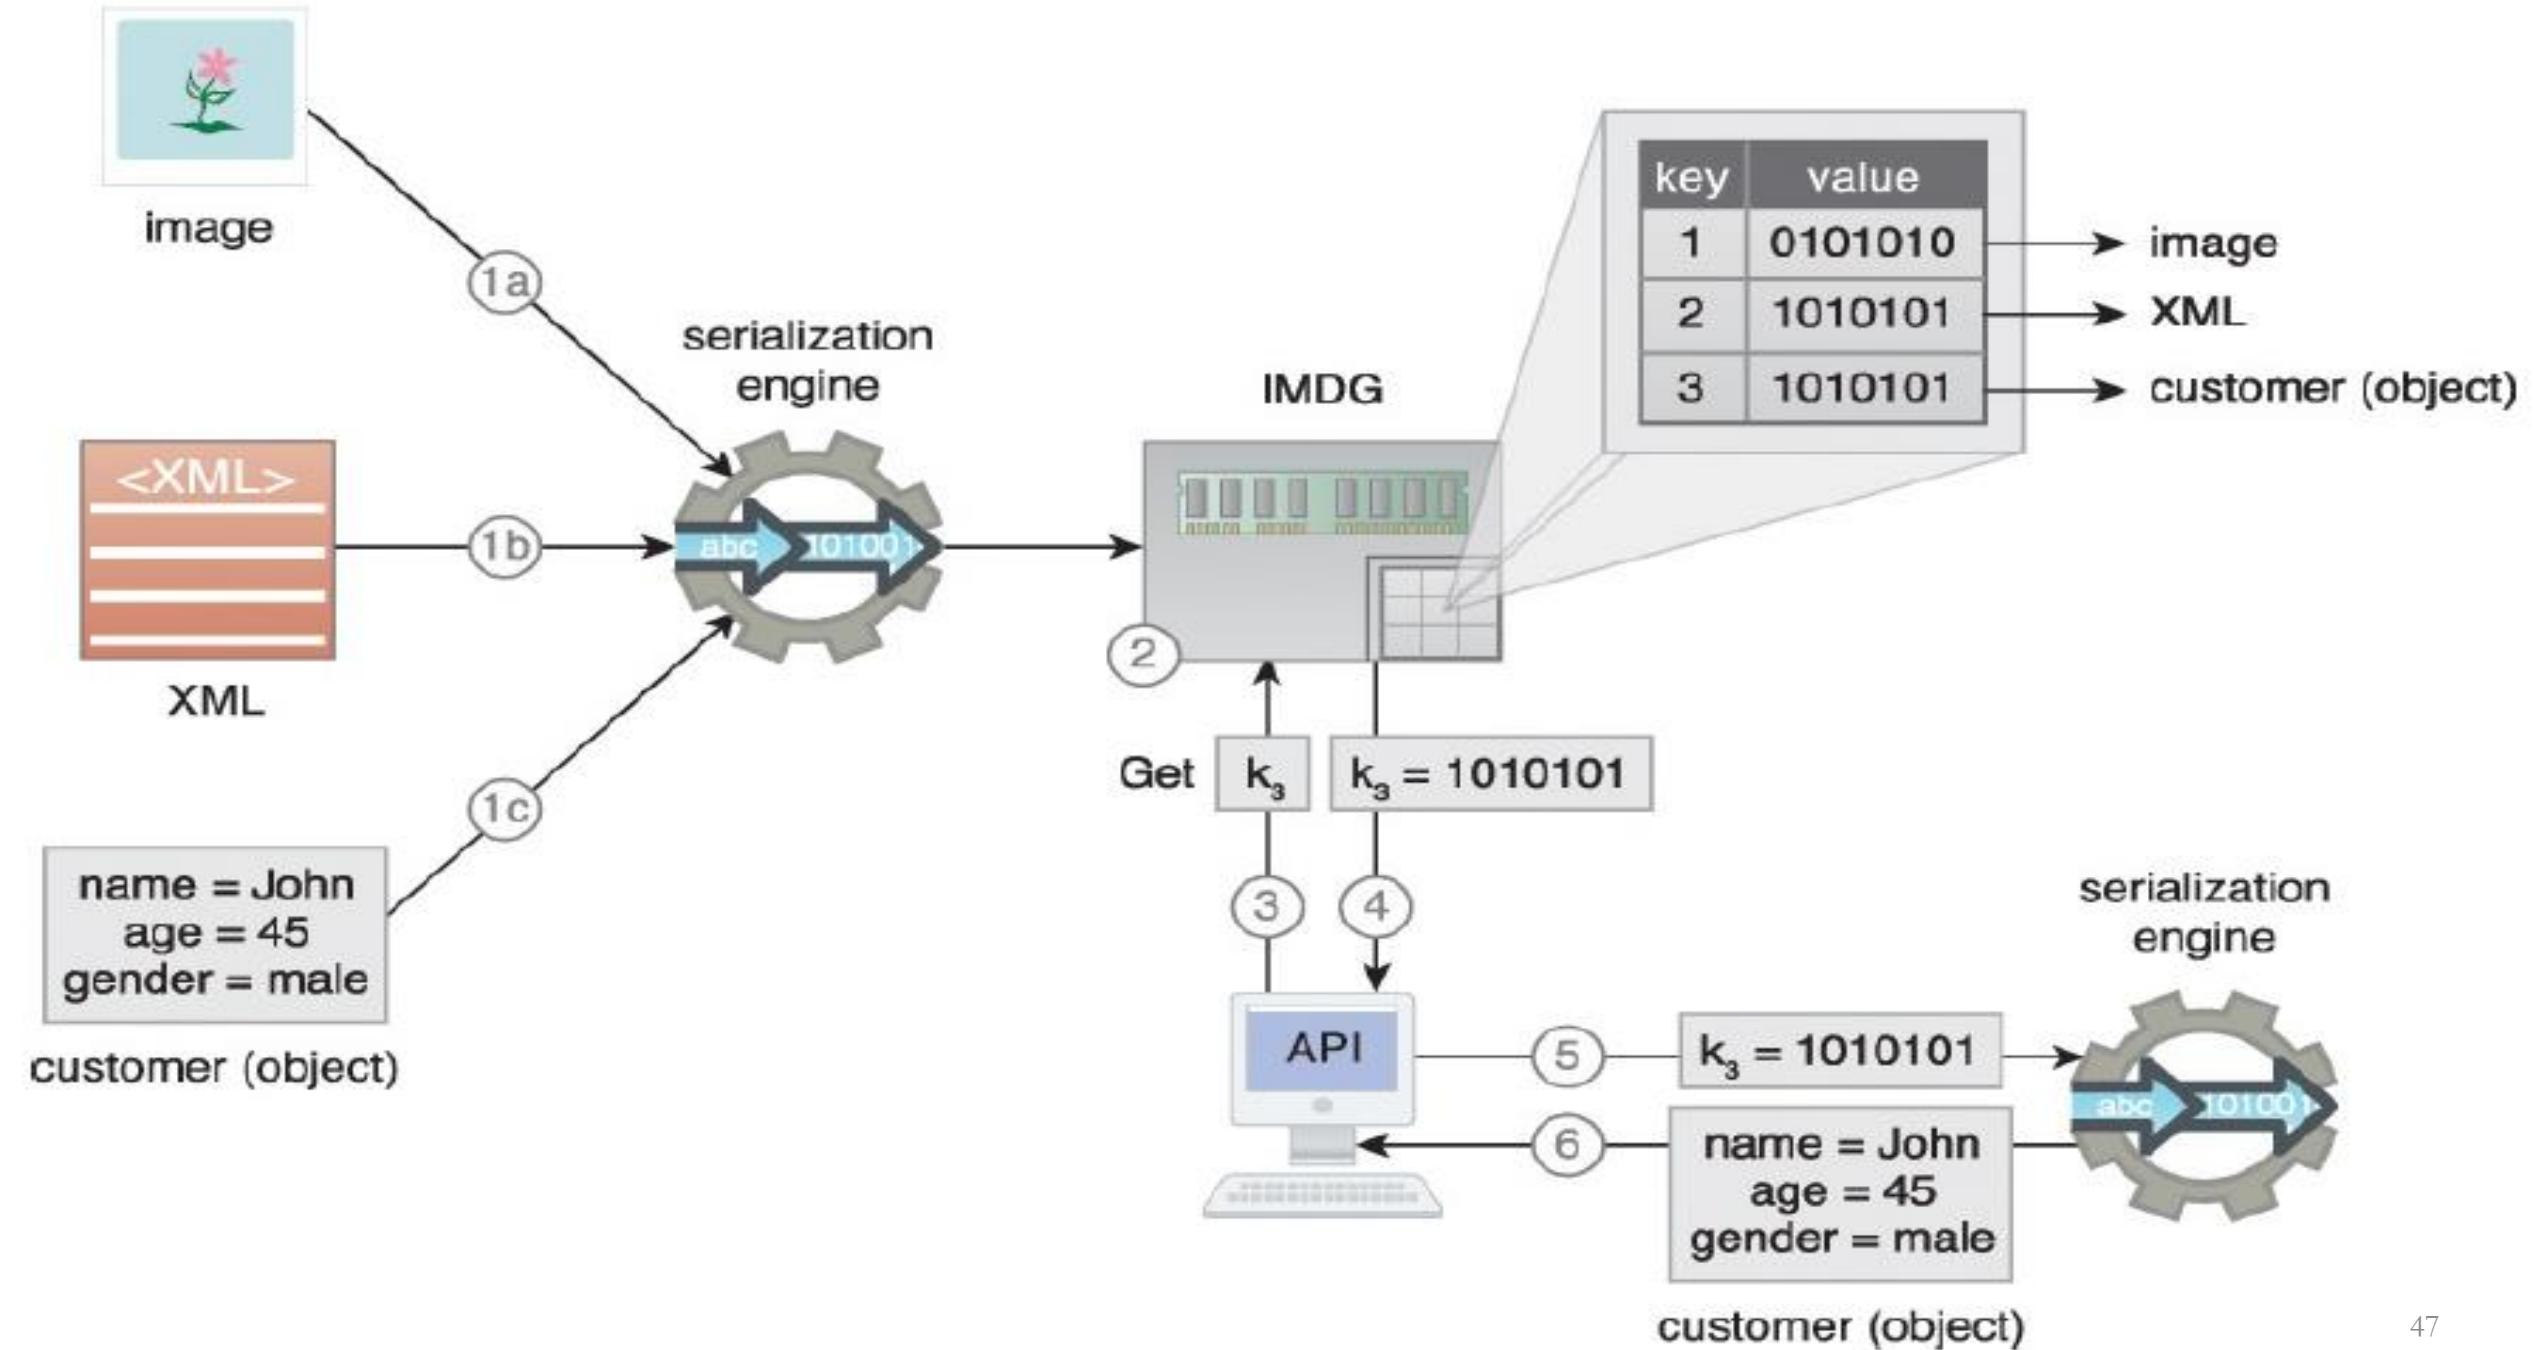 image
1a
serialization
engine
<XML>
1b
abc
101001
XML
1c
name = John
age = 45
gender = male
customer (object)
IMDG
2
key value
1 0101010
image
2 1010101
XML
3 1010101
customer (object)
Get k3
k3 = 1010101
3
4
API
5
k3 = 1010101
serialization
engine
abc
101001
6
name = John
age = 45
gender = male
customer (object)
47